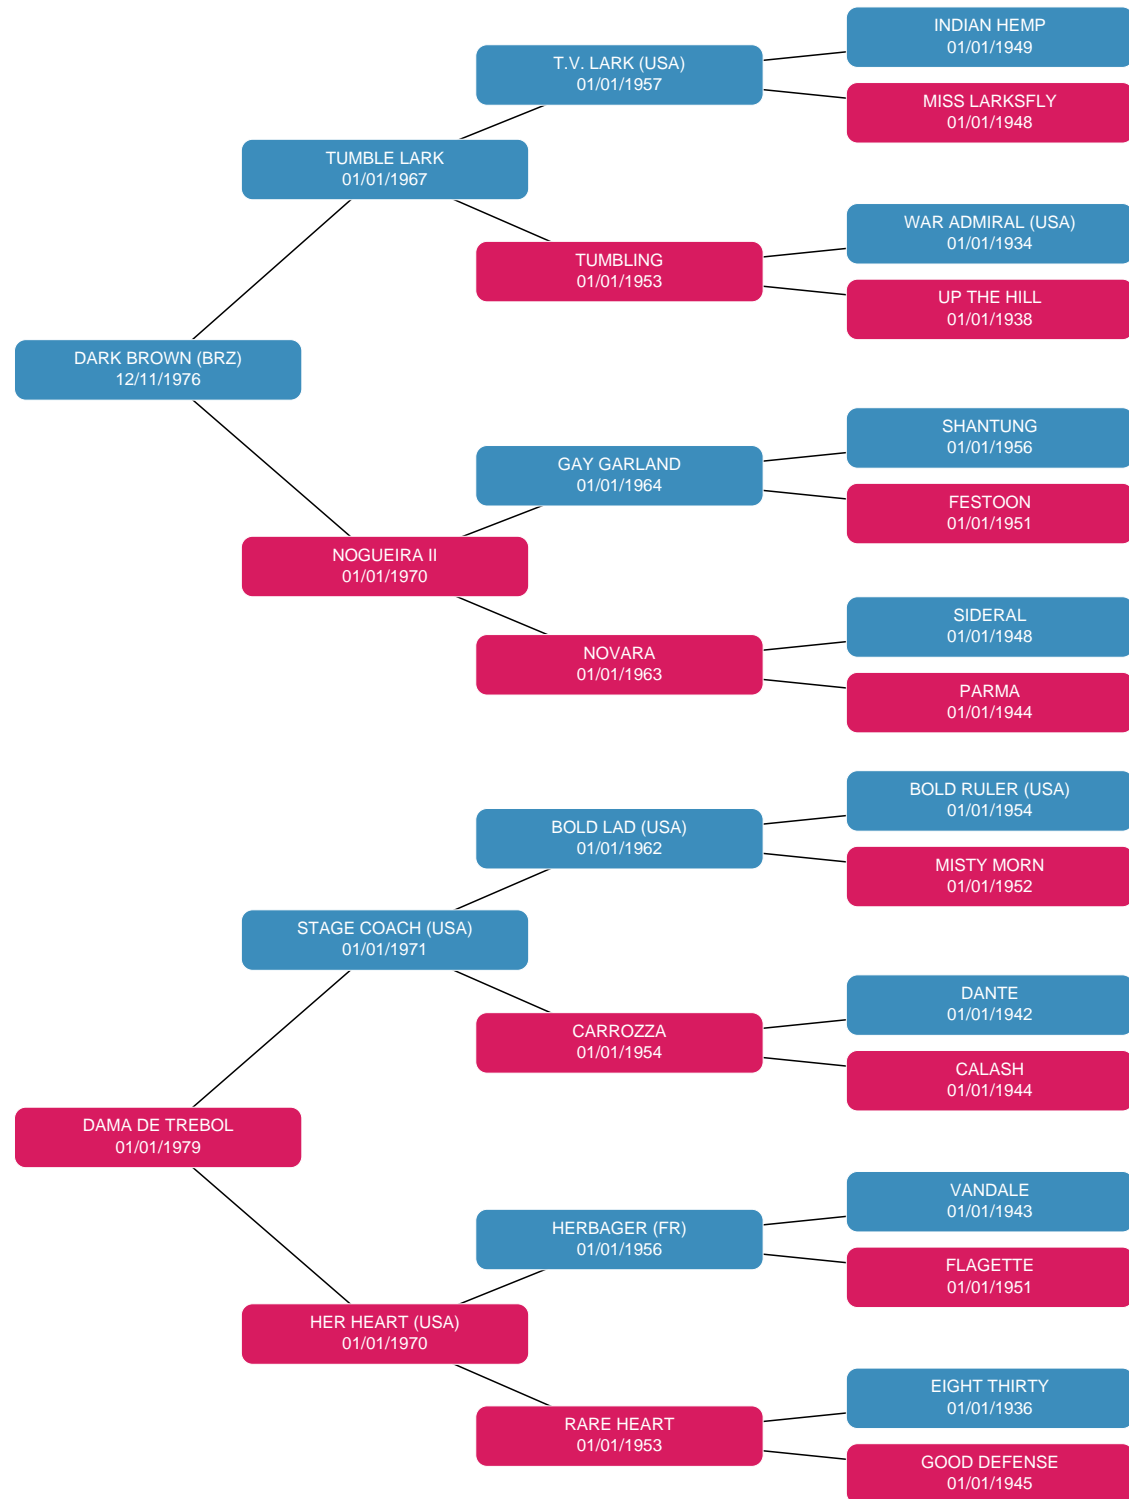 INDIAN HEMP
01/01/1949
T.V. LARK (USA)
01/01/1957
MISS LARKSFLY
01/01/1948
TUMBLE LARK
01/01/1967
WAR ADMIRAL (USA)
01/01/1934
TUMBLING
01/01/1953
UP THE HILL
01/01/1938
DARK BROWN (BRZ)
12/11/1976
SHANTUNG
01/01/1956
GAY GARLAND
01/01/1964
FESTOON
01/01/1951
NOGUEIRA II
01/01/1970
SIDERAL
01/01/1948
NOVARA
01/01/1963
PARMA
01/01/1944
BOLD RULER (USA)
01/01/1954
BOLD LAD (USA)
01/01/1962
MISTY MORN
01/01/1952
STAGE COACH (USA)
01/01/1971
DANTE
01/01/1942
CARROZZA
01/01/1954
CALASH
01/01/1944
DAMA DE TREBOL
01/01/1979
VANDALE
01/01/1943
HERBAGER (FR)
01/01/1956
FLAGETTE
01/01/1951
HER HEART (USA)
01/01/1970
EIGHT THIRTY
01/01/1936
RARE HEART
01/01/1953
GOOD DEFENSE
01/01/1945